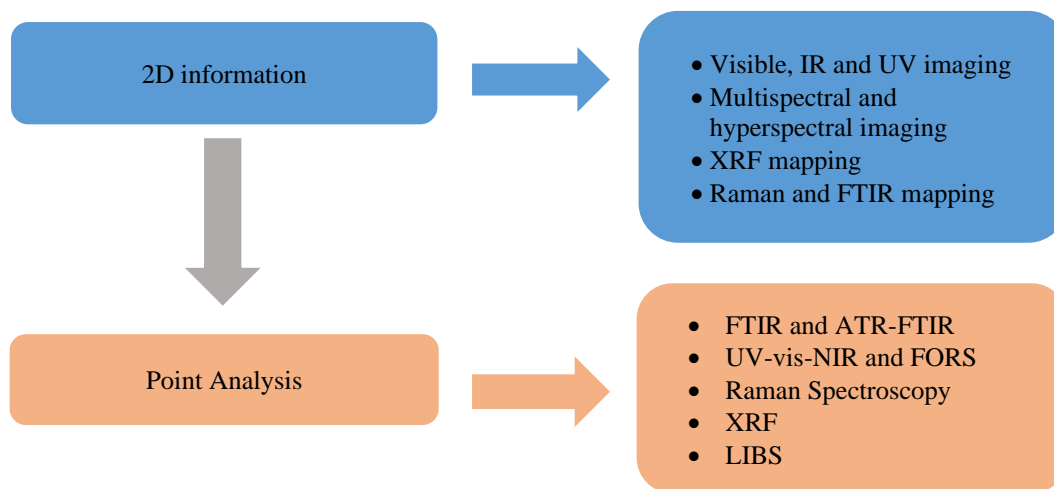 2D information
• Visible, IR and UV imaging
• Multispectral and
hyperspectral imaging
• XRF mapping
• Raman and FTIR mapping
Point Analysis
• FTIR and ATR-FTIR
• UV-vis-NIR and FORS
• Raman Spectroscopy
• XRF
• LIBS